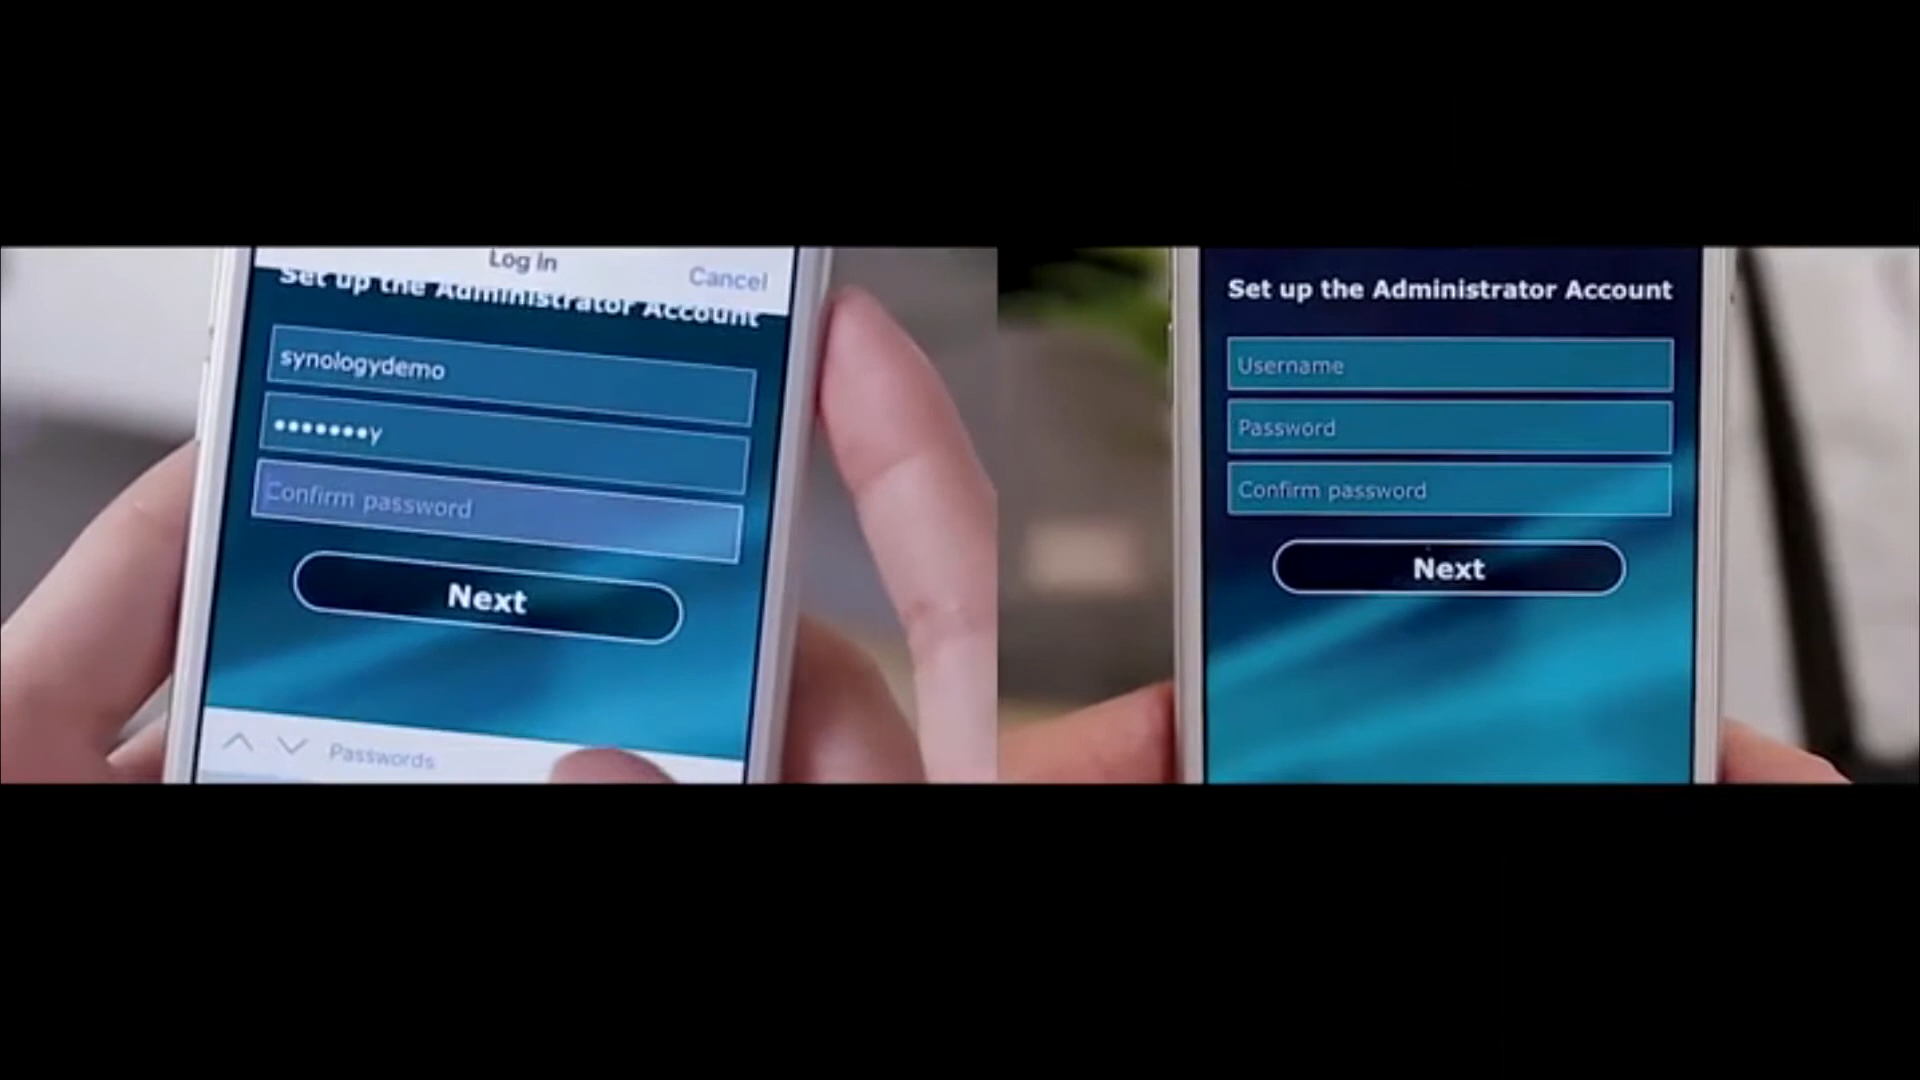 Log In
Cancel
Set up the Administrator Account
synologydemo
•••••••y
Confirm password
Next
Passwords
Set up the Administrator Account
Username
Password
Confirm password
Next